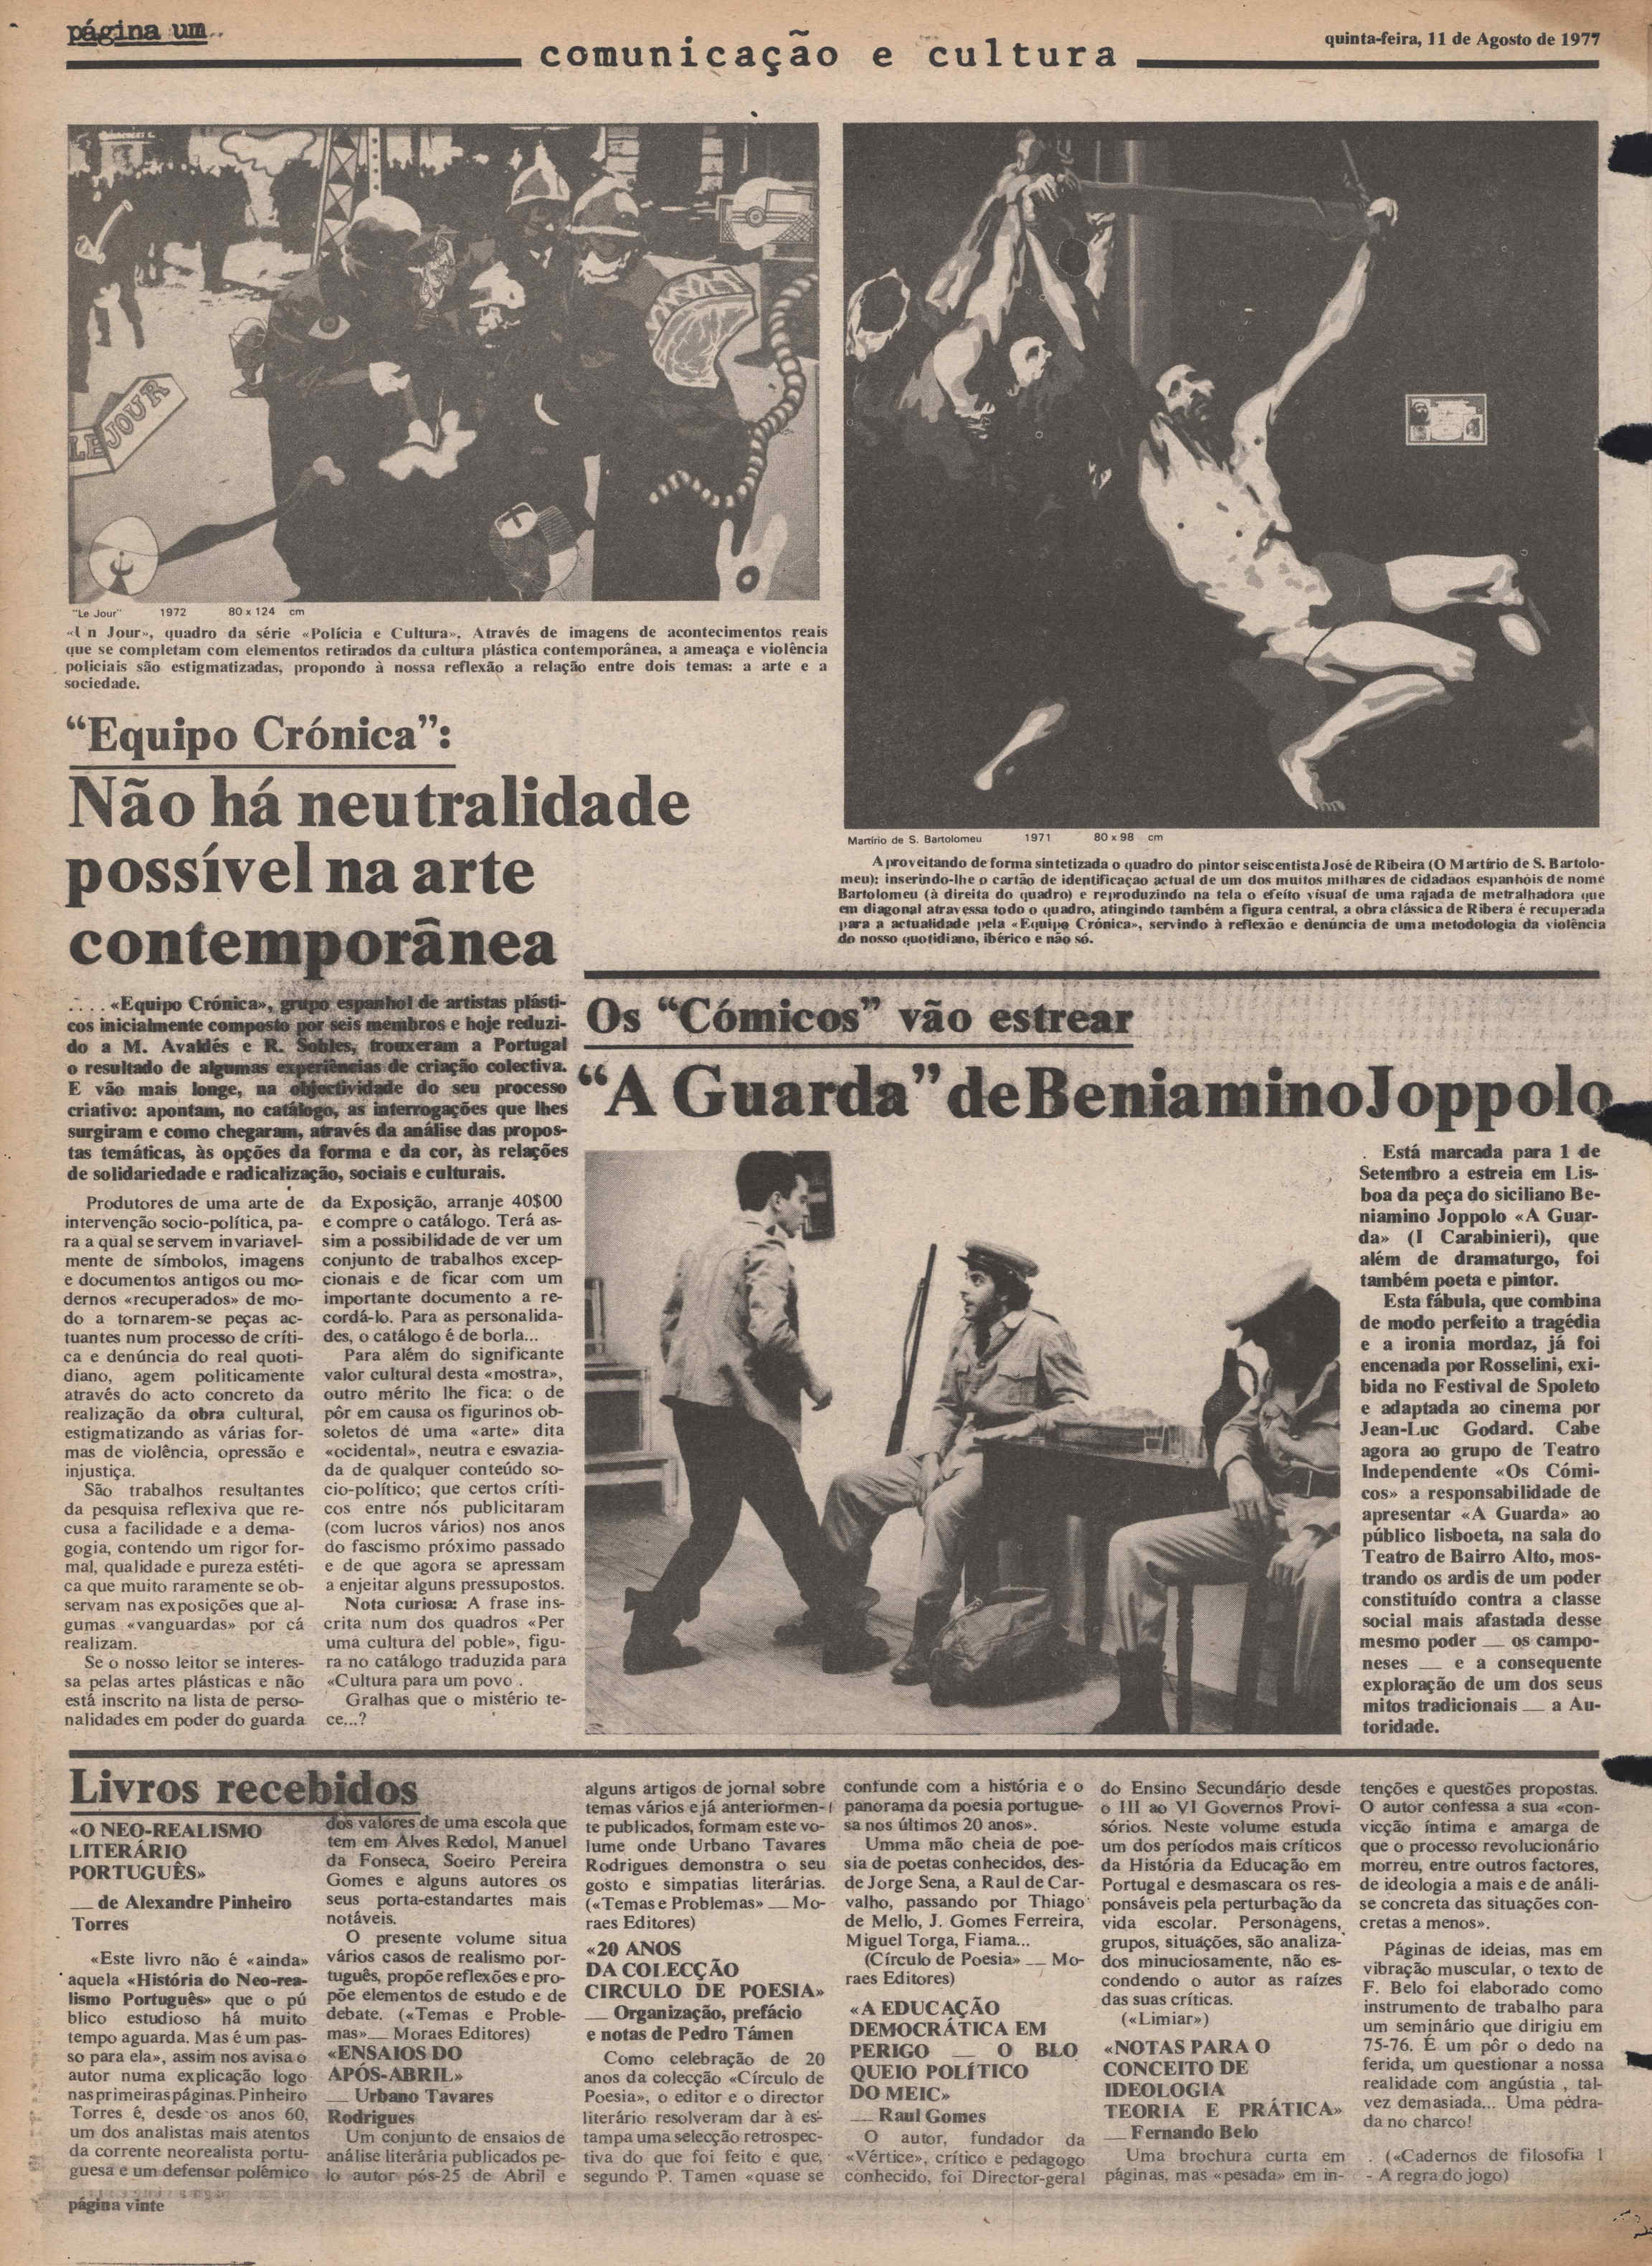 página um
comunicação e cultura
quinta-feira, 11 de Agosto de 1977
LE JOUR
"Le Jour" 1972 80 x 124 cm
«Un Jour», quadro da série «Polícia e Cultura». Através de imagens de acontecimentos reais
que se completam com elementos retirados da cultura plástica contemporânea, a ameaça e violência
policiais são estigmatizadas, propondo à nossa reflexão a relação entre dois temas: a arte e a
sociedade.
Martírio de S. Bartolomeu 1971 80 x 98 cm
Aproveitando de forma sintetizada o quadro do pintor seiscentista José de Ribeira (O Martírio de S. Bartolo-
meu): inserindo-lhe o cartão de identificaçao actual de um dos muitos milhares de cidadaos espanhóis de nome
Bartolomeu (à direita do quadro) e reproduzindo na tela o efeito visual de uma rajada de metralhadora que
em diagonal atravessa todo o quadro, atingindo também a figura central, a obra clássica de Ribera é recuperada
para a actualidade pela «Equipo Crónica», servindo à reflexão e denúncia de uma metodologia da violência
do nosso quotidiano, ibérico e não só.
"Equipo Crónica":
Não há neutralidade
possível na arte
contemporânea
....«Equipo Crónica», grupo espanhol de artistas plásti-
cos inicialmente composto por seis membros e hoje reduzi-
do a M. Avaldés e R. Sobles, trouxeram a Portugal
o resultado de algumas experiências de criação colectiva.
E vão mais longe, na objectividade do seu processo
criativo: apontam, no catálogo, as interrogações que lhes
surgiram e como chegaram, através da análise das propos-
tas temáticas, às opções da forma e da cor, às relações
de solidariedade e radicalização, sociais e culturais.
Produtores de uma arte de
intervenção socio-política, pa-
ra a qual se servem invariavel-
mente de símbolos, imagens
e documentos antigos ou mo-
dernos «recuperados» de mo-
do a tornarem-se peças ac-
tuantes num processo de críti-
ca e denúncia do real quoti-
diano, agem politicamente
através do acto concreto da
realização da obra cultural,
estigmatizando as várias for-
mas de violência, opressão e
injustiça.
São trabalhos resultantes
da pesquisa reflexiva que re-
cusa a facilidade e a dema-
gogia, contendo um rigor for-
mal, qualidade e pureza estéti-
ca que muito raramente se ob-
servam nas exposições que al-
gumas «vanguardas» por cá
realizam.
Se o nosso leitor se interes-
sa pelas artes plásticas e não
está inscrito na lista de perso-
nalidades em poder do guarda
da Exposição, arranje 40$00
e compre o catálogo. Terá as-
sim a possibilidade de ver um
conjunto de trabalhos excep-
cionais e de ficar com um
importante documento a re-
cordá-lo. Para as personalida-
des, o catálogo é de borla...
Para além do significante
valor cultural desta «mostra»,
outro mérito lhe fica: o de
pôr em causa os figurinos ob-
soletos de uma «arte» dita
«ocidental», neutra e esvazia-
da de qualquer conteúdo so-
cio-político; que certos críti-
cos entre nós publicitaram
(com lucros vários) nos anos
do fascismo próximo passado
e de que agora se apressam
a enjeitar alguns pressupostos.
Nota curiosa: A frase ins-
crita num dos quadros «Per
uma cultura del poble», figu-
ra no catálogo traduzida para
«Cultura para um povo .
Gralhas que o mistério te-
ce...?
Os "Cómicos" vão estrear
"A Guarda" de Beniamino Joppolo
. Está marcada para 1 de
Setembro a estreia em Lis-
boa da peça do siciliano Be-
niamino Joppolo «A Guar-
da» (I Carabinieri), que
além de dramaturgo, foi
também poeta e pintor.
Esta fábula, que combina
de modo perfeito a tragédia
e a ironia mordaz, já foi
encenada por Rosselini, exi-
bida no Festival de Spoleto
e adaptada ao cinema por
Jean-Luc Godard. Cabe
agora ao grupo de Teatro
Independente «Os Cómi-
cos» a responsabilidade de
apresentar «A Guarda» ao
público lisboeta, na sala do
Teatro de Bairro Alto, mos-
trando os ardis de um poder
constituído contra a classe
social mais afastada desse
mesmo poder — os campo-
neses — e a consequente
exploração de um dos seus
mitos tradicionais — a Au-
toridade.
Livros recebidos
«O NEO-REALISMO
LITERÁRIO
PORTUGUÊS»
— de Alexandre Pinheiro
Torres
«Este livro não é «ainda»
aquela «História do Neo-rea-
lismo Português» que o pú
blico estudioso há muito
tempo aguarda. Mas é um pas-
so para ela», assim nos avisa o
autor numa explicação logo
nas primeiras páginas. Pinheiro
Torres é, desde os anos 60,
um dos analistas mais atentos
da corrente neorealista portu-
guesa e um defensor polémico
dos valores de uma escola que
tem em Alves Redol, Manuel
da Fonseca, Soeiro Pereira
Gomes e alguns autores os
seus porta-estandartes mais
notáveis.
O presente volume situa
vários casos de realismo por-
tuguês, propõe reflexões e pro-
põe elementos de estudo e de
debate. («Temas e Proble-
mas»— Moraes Editores)
«ENSAIOS DO
APÓS-ABRIL»
— Urbano Tavares
Rodrigues
Um conjunto de ensaios de
análise literária publicados pe-
lo autor pós-25 de Abril e
alguns artigos de jornal sobre
temas vários e já anteriormen-
te publicados, formam este vo-
lume onde Urbano Tavares
Rodrigues demonstra o seu
gosto e simpatias literárias.
(«Temas e Problemas» — Mo-
raes Editores)
«20 ANOS
DA COLECÇÃO
CIRCULO DE POESIA»
— Organização, prefácio
e notas de Pedro Támen
Como celebração de 20
anos da colecção «Círculo de
Poesia», o editor e o director
literário resolveram dar à es-
tampa uma selecção retrospec-
tiva do que foi feito e que,
segundo P. Tamen «quase se
confunde com a história e o
panorama da poesia portugue-
sa nos últimos 20 anos».
Umma mão cheia de poe-
sia de poetas conhecidos, des-
de Jorge Sena, a Raul de Car-
valho, passando por Thiago
de Mello, J. Gomes Ferreira,
Miguel Torga, Fiama...
(Círculo de Poesia» — Mo-
raes Editores)
«A EDUCAÇÃO
DEMOCRÁTICA EM
PERIGO — O BLO
QUEIO POLÍTICO
DO MEIC»
— Raul Gomes
O autor, fundador da
«Vértice», crítico e pedagogo
conhecido, foi Director-geral
do Ensino Secundário desde
o III ao VI Governos Provi-
sórios. Neste volume estuda
um dos períodos mais críticos
da História da Educação em
Portugal e desmascara os res-
ponsáveis pela perturbação da
vida escolar. Personagens,
grupos, situações, são analiza-
dos minuciosamente, não es-
condendo o autor as raízes
das suas críticas.
(«Limiar»)
«NOTAS PARA O
CONCEITO DE
IDEOLOGIA
TEORIA E PRÁTICA»
— Fernando Belo
Uma brochura curta em
páginas, mas «pesada» em in-
tenções e questões propostas.
O autor confessa a sua «con-
vicção íntima e amarga de
que o processo revolucionário
morreu, entre outros factores,
de ideologia a mais e de análi-
se concreta das situações con-
cretas a menos».
Páginas de ideias, mas em
vibração muscular, o texto de
F. Belo foi elaborado como
instrumento de trabalho para
um seminário que dirigiu em
75-76. É um pôr o dedo na
ferida, um questionar a nossa
realidade com angústia , tal-
vez demasiada... Uma pedra-
da no charco!
. («Cadernos de filosofia 1
- A regra do jogo)
página vinte